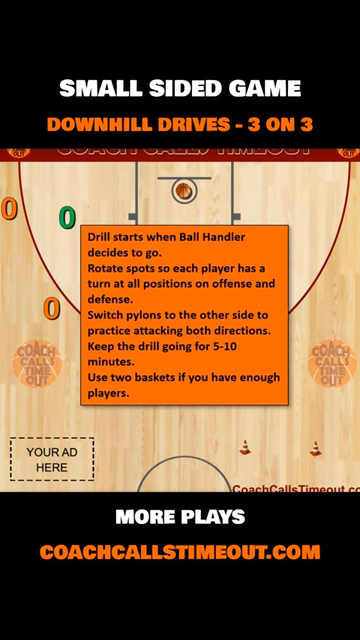 SMALL SIDED GAME
DOWNHILL DRIVES - 3 ON 3
COACH CALLS TIMEOUT
0
0
Drill starts when Ball Handler
decides to go.
Rotate spots so each player has a
turn at all positions on offense and
defense.
0
Switch pylons to the other side to
practice attacking both directions.
Keep the drill going for 5-10
minutes.
Use two baskets if you have enough
players.
COACH
CALLS
TIME
OUT
COACH
CALLS
TIME
OUT
YOUR AD
HERE
CoachCallsTimeout.co
MORE PLAYS
COACHCALLSTIMEOUT.COM